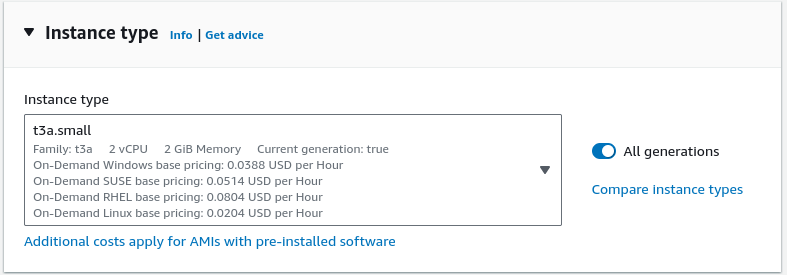 Instance type Info | Get advice
Instance type
t3a.small
Family: t3a 2 vCPU 2 GiB Memory Current generation: true
On-Demand Windows base pricing: 0.0388 USD per Hour
On-Demand SUSE base pricing: 0.0514 USD per Hour
On-Demand RHEL base pricing: 0.0804 USD per Hour
On-Demand Linux base pricing: 0.0204 USD per Hour
All generations
Compare instance types
Additional costs apply for AMIs with pre-installed software